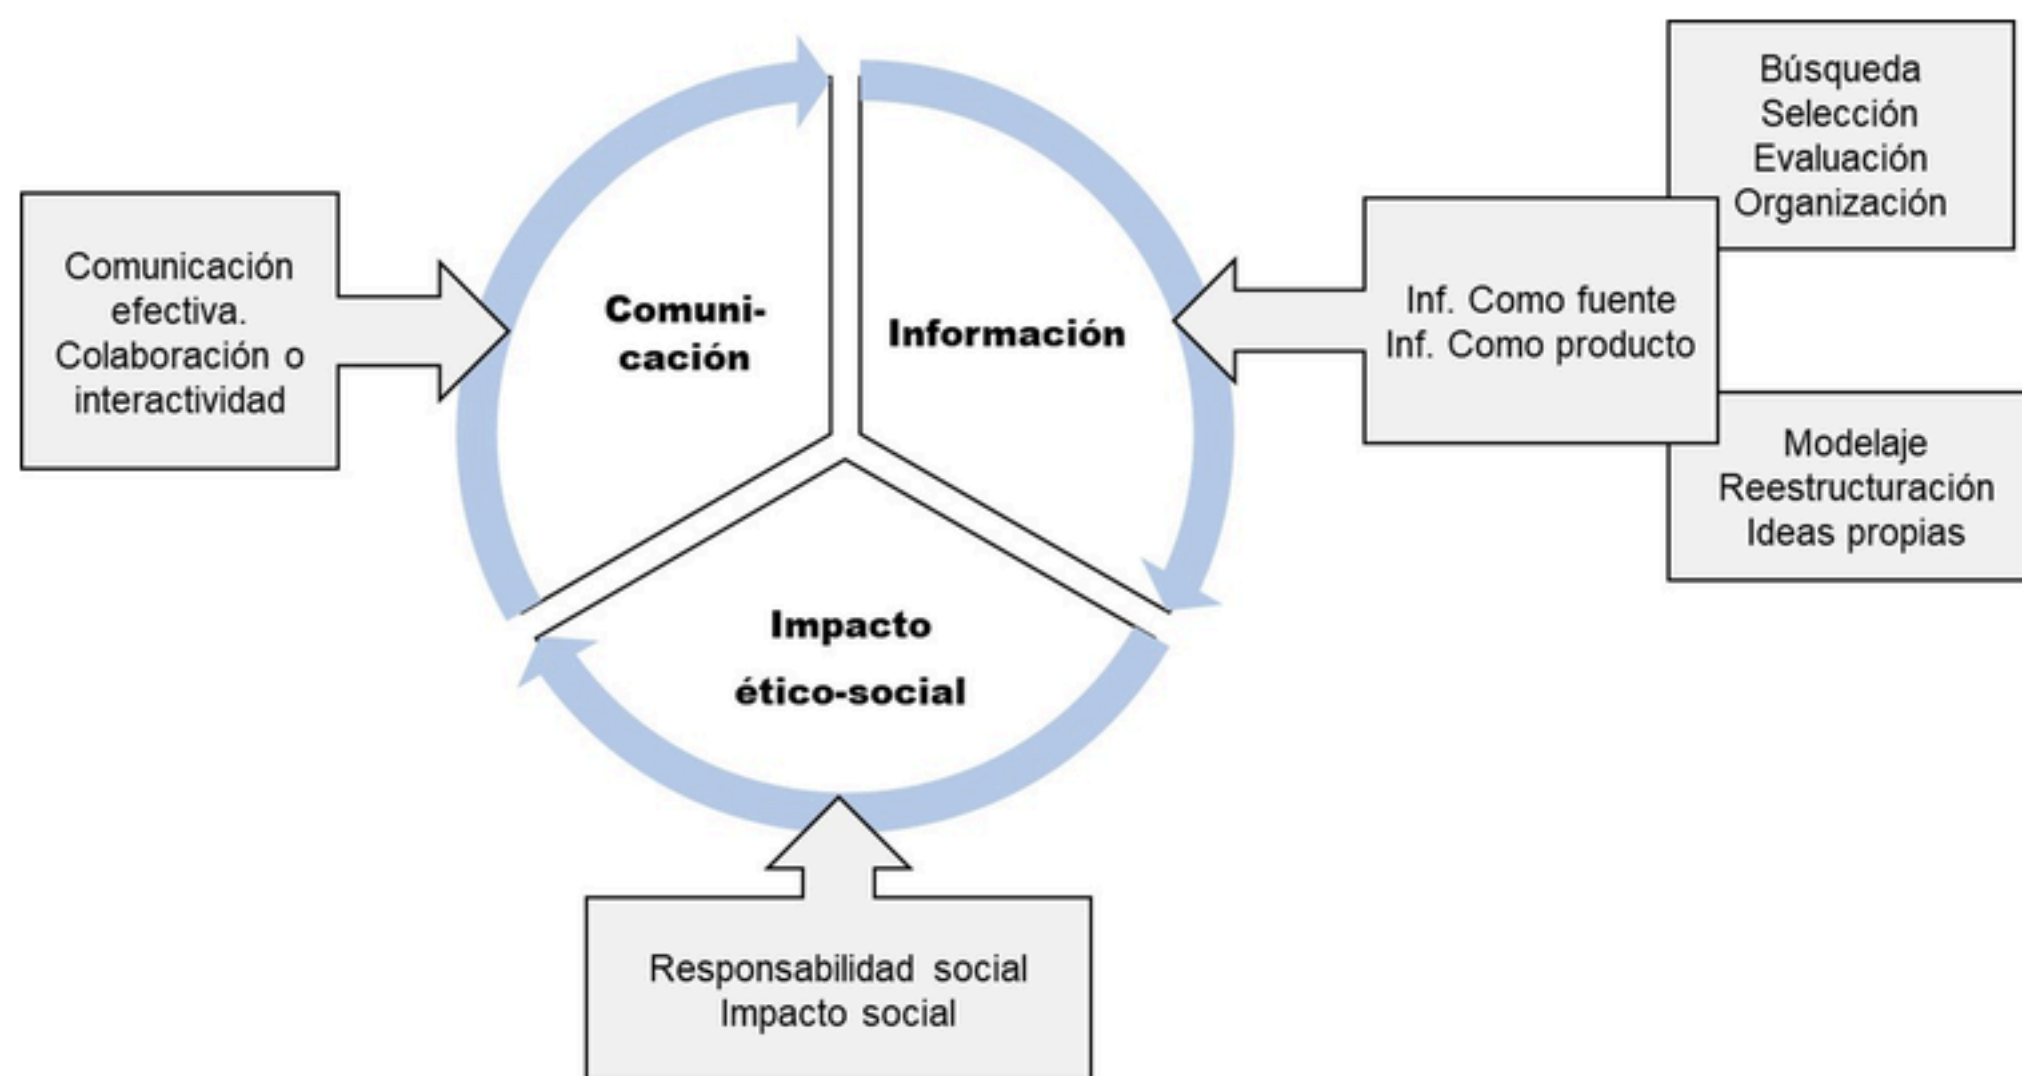 Búsqueda
Selección
Evaluación
Organización
Comunicación
efectiva.
Colaboración o
interactividad
Comuni-
cación
Información
Inf. Como fuente
Inf. Como producto
Modelaje
Reestructuración
Ideas propias
Impacto
ético-social
Responsabilidad social
Impacto social